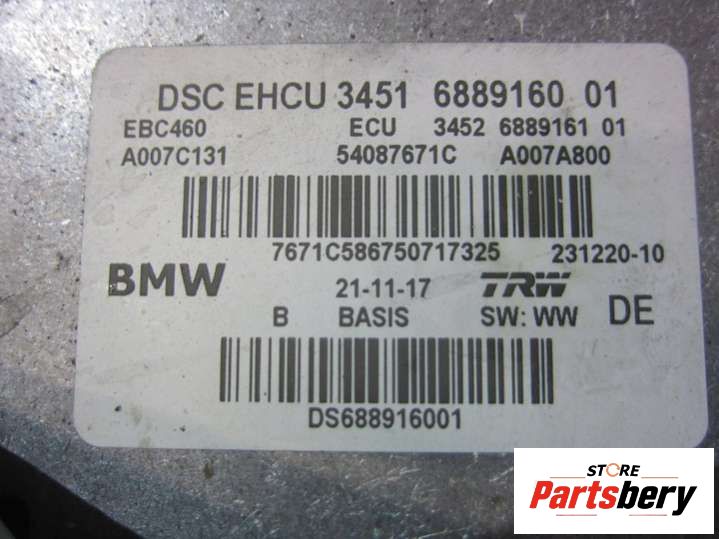 DSC EHCU 3451 6889160 01
EBC460 ECU 3452 6889161 01
A007C131 54087671C A007A800
7671C586750717325 231220-10
BMW 21-11-17 TRW
B BASIS SW: WW DE
DS688916001
STORE
Partsbery